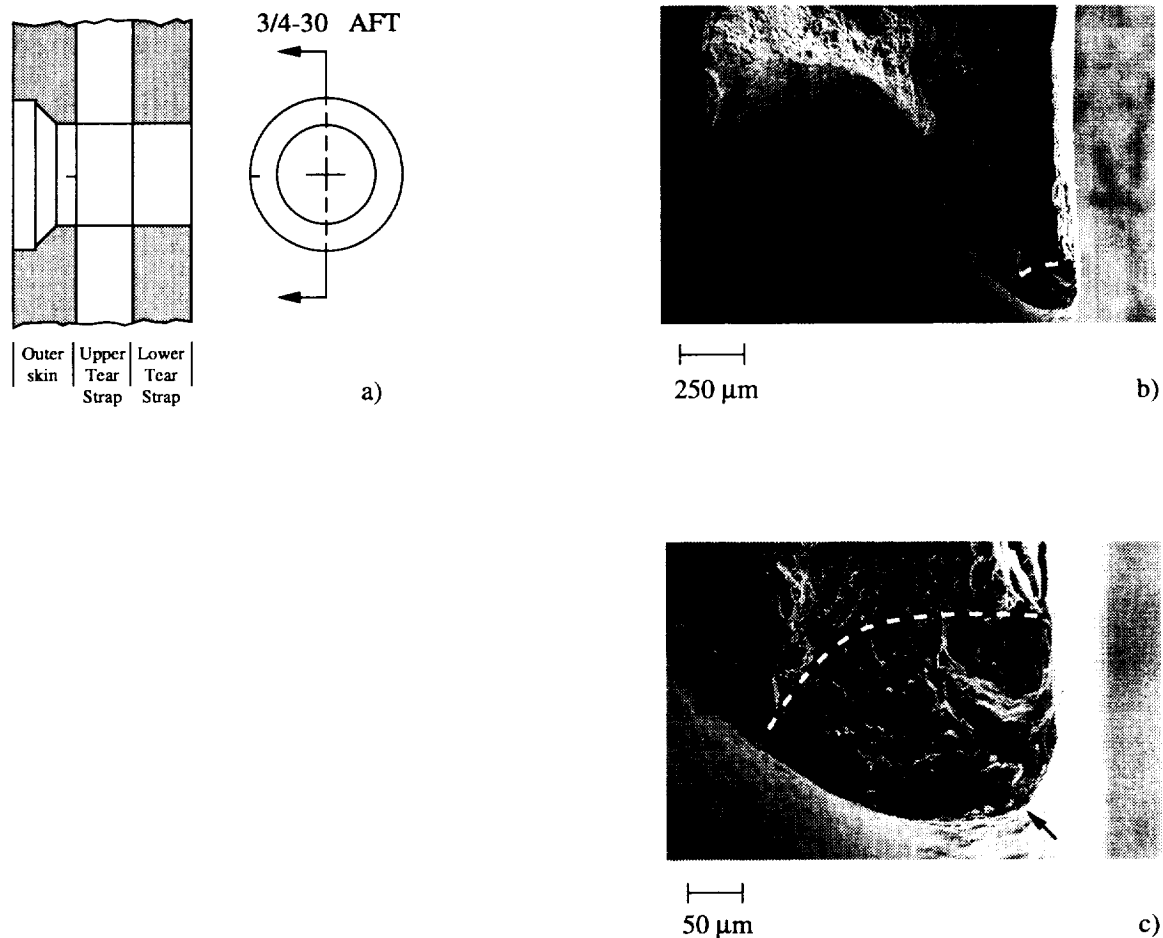 3/4-30 AFT
Outer skin
Upper Tear Strap
Lower Tear Strap
a)
250 μm
b)
50 μm
c)